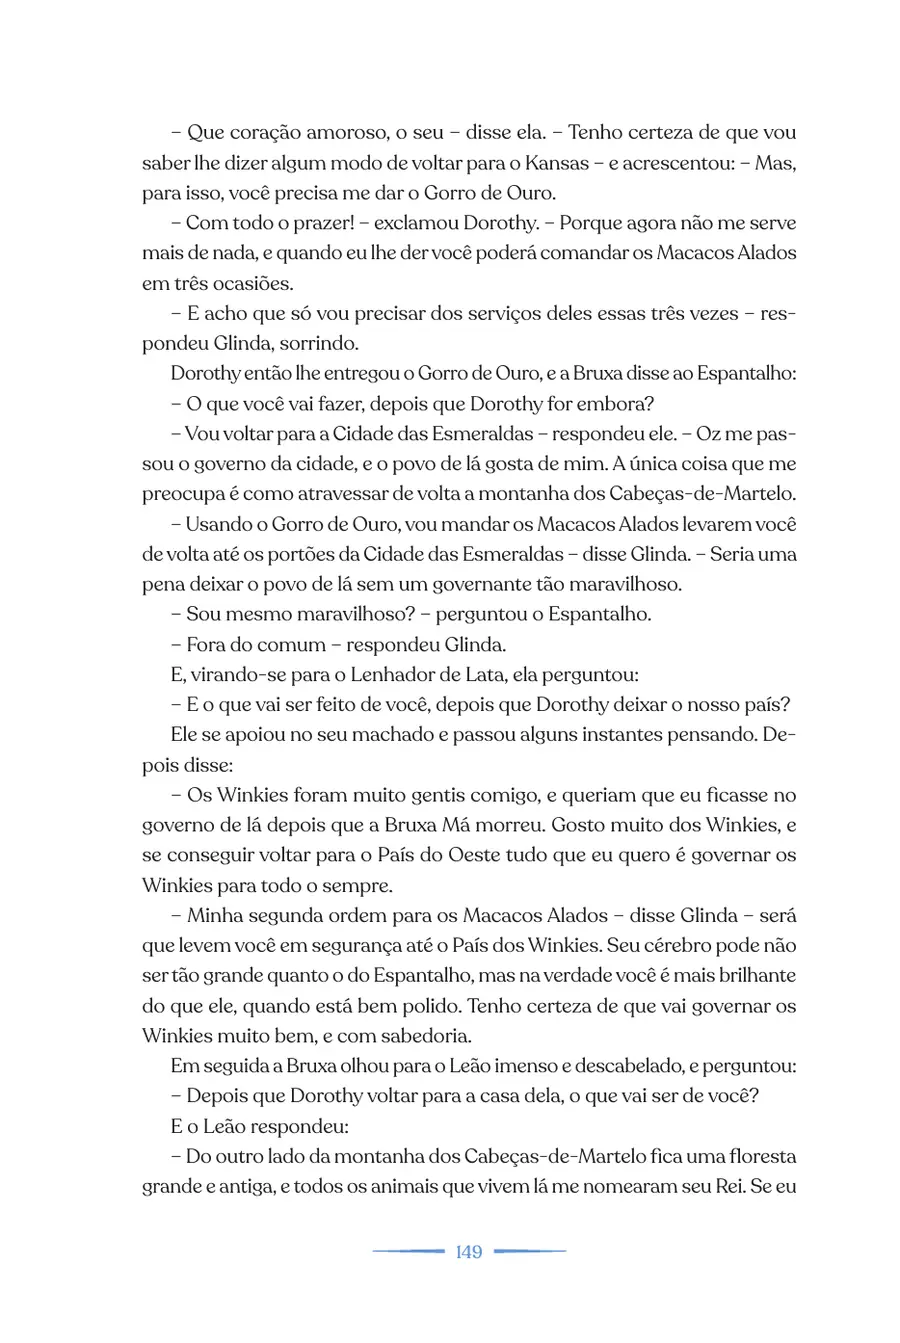 – Que coração amoroso, o seu – disse ela. – Tenho certeza de que vou
saber lhe dizer algum modo de voltar para o Kansas – e acrescentou: – Mas,
para isso, você precisa me dar o Gorro de Ouro.
– Com todo o prazer! – exclamou Dorothy. – Porque agora não me serve
mais de nada, e quando eu lhe der você poderá comandar os Macacos Alados
em três ocasiões.
– E acho que só vou precisar dos serviços deles essas três vezes – res-
pondeu Glinda, sorrindo.
Dorothy então lhe entregou o Gorro de Ouro, e a Bruxa disse ao Espantalho:
– O que você vai fazer, depois que Dorothy for embora?
– Vou voltar para a Cidade das Esmeraldas – respondeu ele. – Oz me pas-
sou o governo da cidade, e o povo de lá gosta de mim. A única coisa que me
preocupa é como atravessar de volta a montanha dos Cabeças-de-Martelo.
– Usando o Gorro de Ouro, vou mandar os Macacos Alados levarem você
de volta até os portões da Cidade das Esmeraldas – disse Glinda. – Seria uma
pena deixar o povo de lá sem um governante tão maravilhoso.
– Sou mesmo maravilhoso? – perguntou o Espantalho.
– Fora do comum – respondeu Glinda.
E, virando-se para o Lenhador de Lata, ela perguntou:
– E o que vai ser feito de você, depois que Dorothy deixar o nosso país?
Ele se apoiou no seu machado e passou alguns instantes pensando. De-
pois disse:
– Os Winkies foram muito gentis comigo, e queriam que eu ficasse no
governo de lá depois que a Bruxa Má morreu. Gosto muito dos Winkies, e
se conseguir voltar para o País do Oeste tudo que eu quero é governar os
Winkies para todo o sempre.
– Minha segunda ordem para os Macacos Alados – disse Glinda – será
que levem você em segurança até o País dos Winkies. Seu cérebro pode não
ser tão grande quanto o do Espantalho, mas na verdade você é mais brilhante
do que ele, quando está bem polido. Tenho certeza de que vai governar os
Winkies muito bem, e com sabedoria.
Em seguida a Bruxa olhou para o Leão imenso e descabelado, e perguntou:
– Depois que Dorothy voltar para a casa dela, o que vai ser de você?
E o Leão respondeu:
– Do outro lado da montanha dos Cabeças-de-Martelo fica uma floresta
grande e antiga, e todos os animais que vivem lá me nomearam seu Rei. Se eu
149